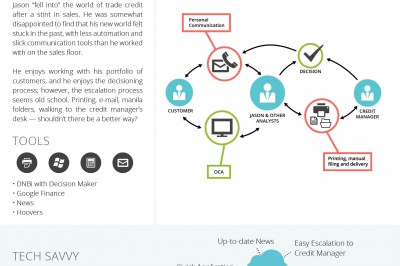 Jason “fell into” the world of trade credit
after a stint in sales. He was somewhat
disappointed to find that his new world felt
stuck in the past, with less automation and
slick communication tools than he worked
with on the sales floor.
He enjoys working with his portfolio of
customers, and he enjoys the decisioning
process; however, the escalation process
seems old school. Printing, e-mail, manila
folders, walking to the credit manager’s
desk — shouldn’t there be a better way?
TOOLS
• DNBi with Decision Maker
• Google Finance
• News
• Hoovers
Personal
Communication
DECISION
CUSTOMER
JASON & OTHER
ANALYSTS
CREDIT
MANAGER
OCA
Printing, manual
filing and delivery
TECH SAVVY
Up-to-date News
Easy Escalation to
Credit Manager
Quick Application